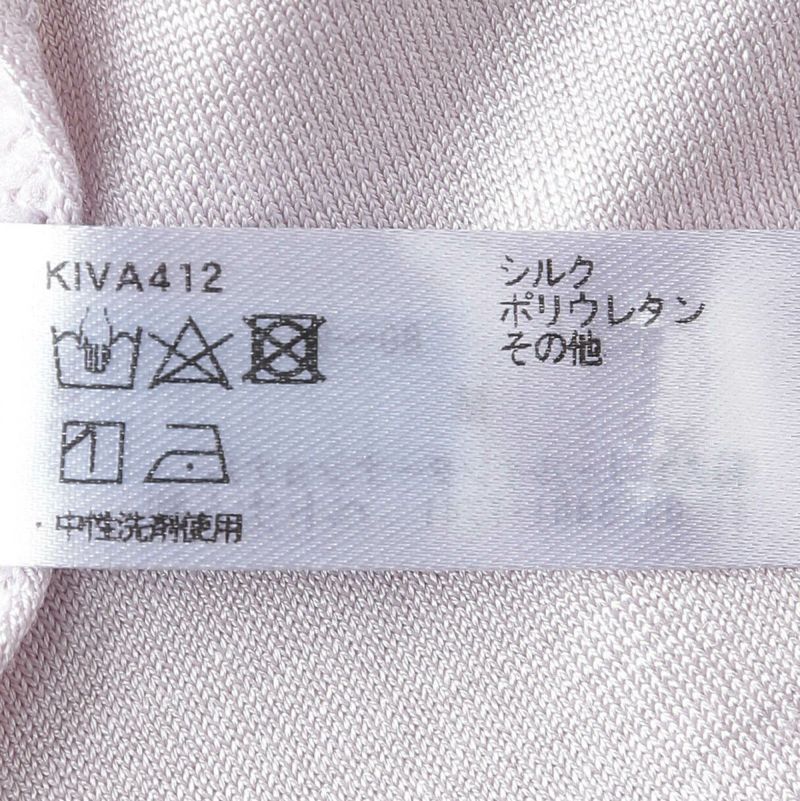 KIVA412
シルク
ポリウレタン
その他
・中性洗剤使用